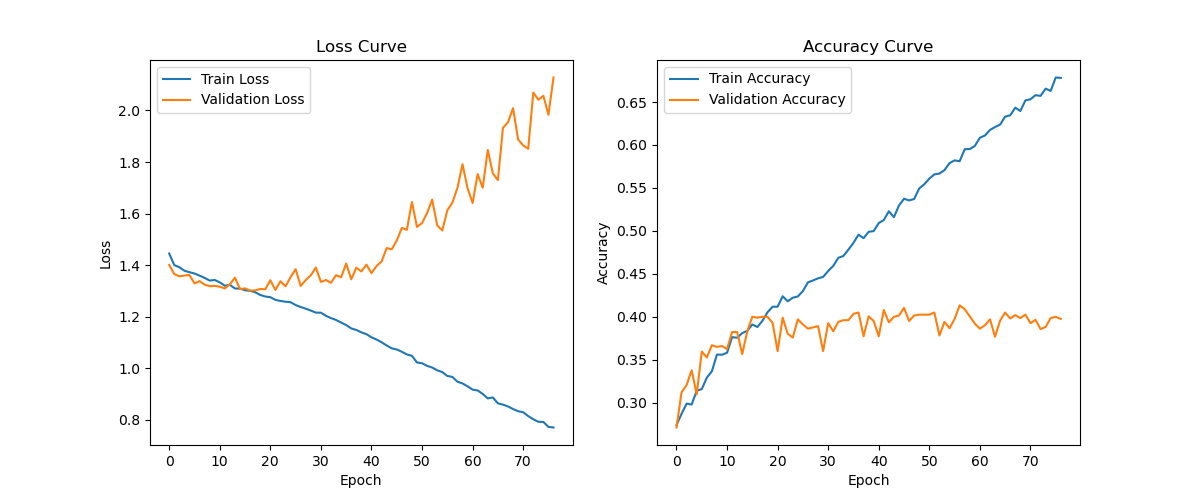 Loss Curve
Train Loss
Validation Loss
2.0
1.8
1.6
1.4
1.2
1.0
0.8
Loss
0 10 20 30 40 50 60 70
Epoch
Accuracy Curve
Train Accuracy
Validation Accuracy
0.65
0.60
0.55
0.50
0.45
0.40
0.35
0.30
Accuracy
0 10 20 30 40 50 60 70
Epoch